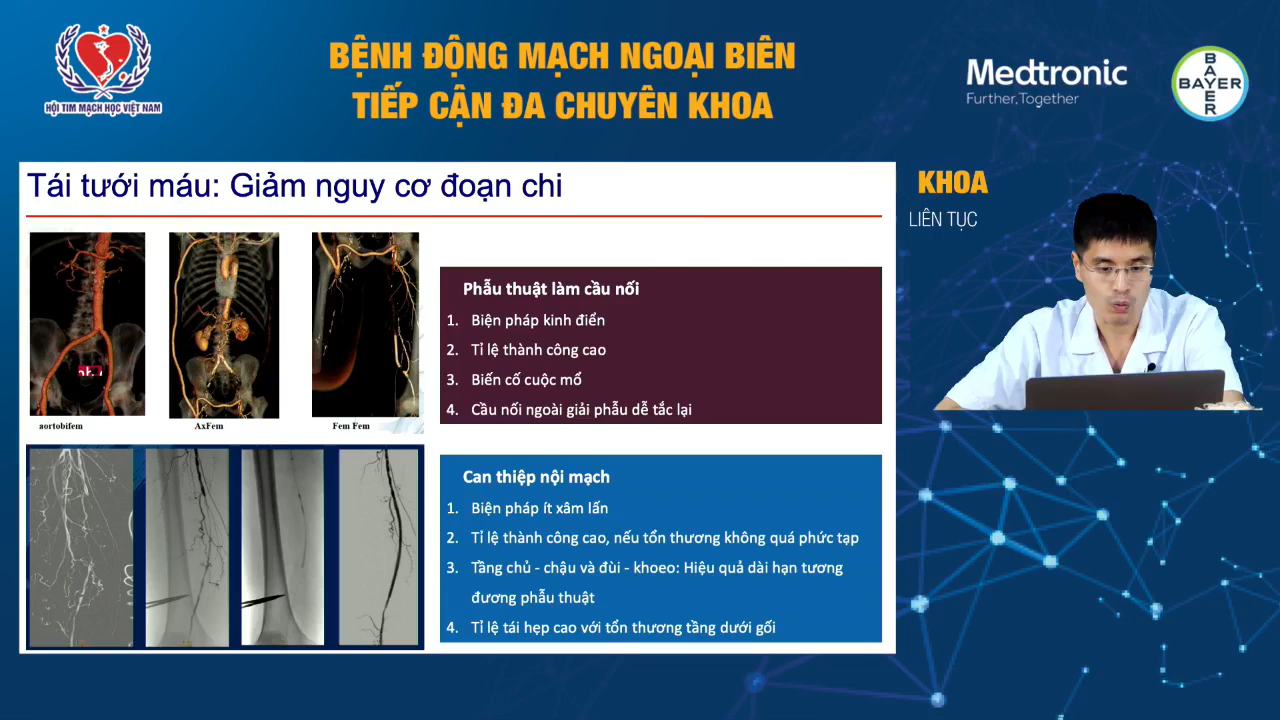 HỘI TIM MẠCH HỌC VIỆT NAM
BỆNH ĐỘNG MẠCH NGOẠI BIÊN
TIẾP CẬN ĐA CHUYÊN KHOA
Medtronic
Further, Together
BAYER
BAYER
Tái tưới máu: Giảm nguy cơ đoạn chi
KHOA
LIÊN TỤC
aortobifem
AxFem
Fem Fem
Phẫu thuật làm cầu nối
1. Biện pháp kinh điển
2. Tỉ lệ thành công cao
3. Biến cố cuộc mổ
4. Cầu nối ngoài giải phẫu dễ tắc lại
Can thiệp nội mạch
1. Biện pháp ít xâm lấn
2. Tỉ lệ thành công cao, nếu tổn thương không quá phức tạp
3. Tầng chủ - chậu và đùi - khoeo: Hiệu quả dài hạn tương
đương phẫu thuật
4. Tỉ lệ tái hẹp cao với tổn thương tầng dưới gối